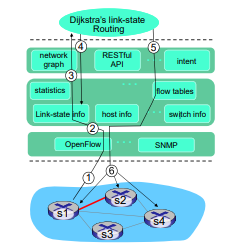 Dijkstra's link-state
Routing
4
5
network
graph
RESTful
API
intent
3
statistics
flow tables
Link-state info
host info
switch info
2
OpenFlow
SNMP
1
6
s1
s2
s3
s4